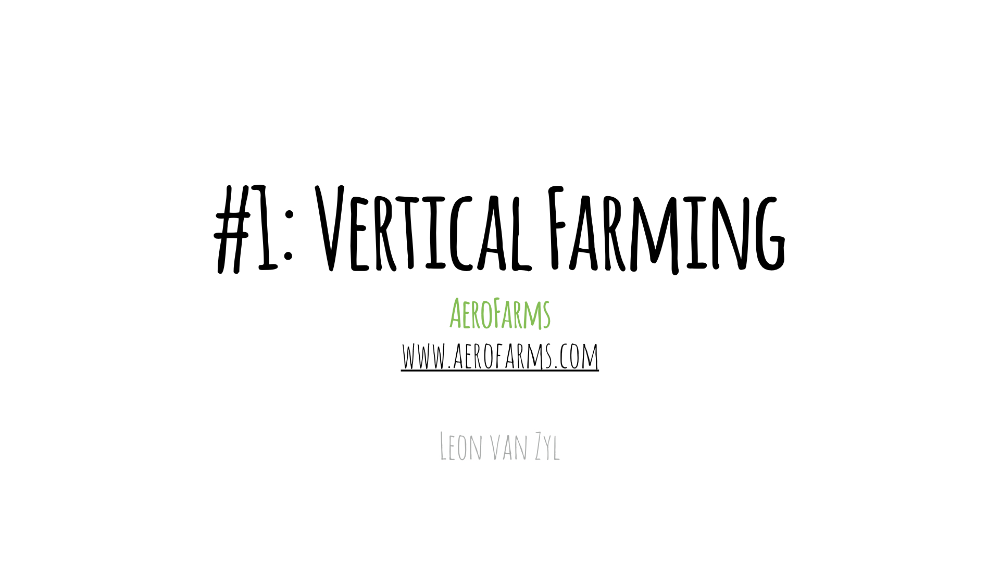 #1: Vertical Farming
AeroFarms
www.aerofarms.com
Leon van Zyl